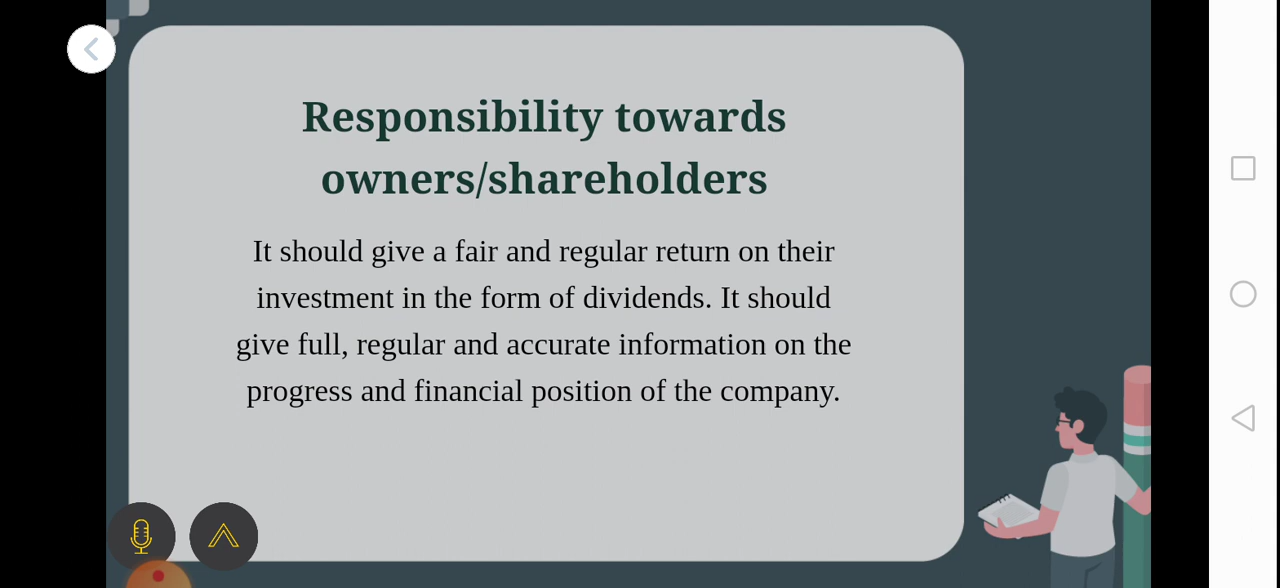 Responsibility towards
owners/shareholders
It should give a fair and regular return on their
investment in the form of dividends. It should
give full, regular and accurate information on the
progress and financial position of the company.